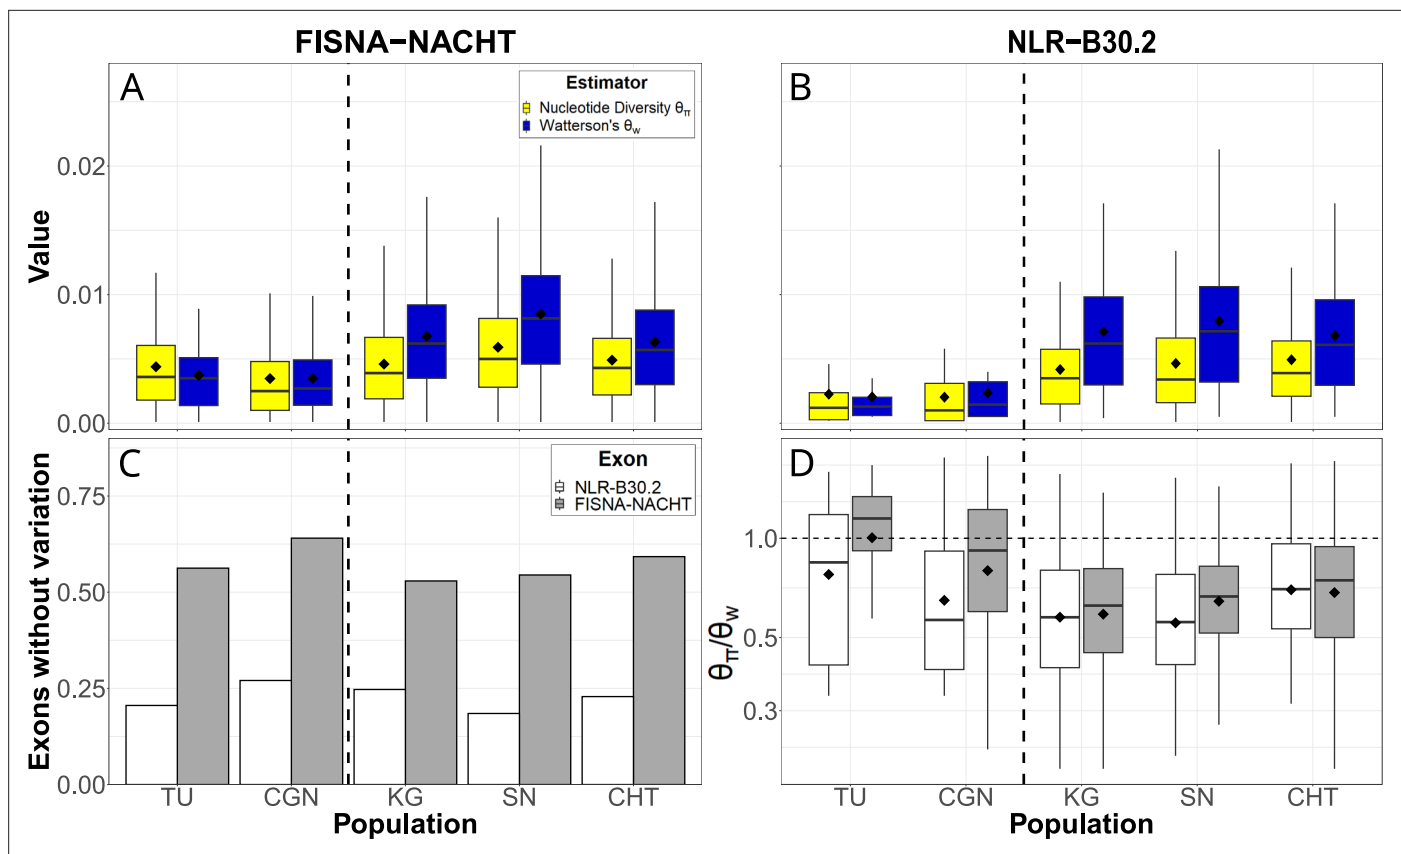 FISNA−NACHT
NLR−B30.2
A
Estimator
Nucleotide Diversity θπ
Watterson's θw
B
Value
0.02
0.01
0.00
C
Exon
NLR-B30.2
FISNA-NACHT
D
Exons without variation
0.75
0.50
0.25
0.00
θπ/θw
1.0
0.5
0.3
TU CGN KG SN CHT
TU CGN KG SN CHT
Population
Population